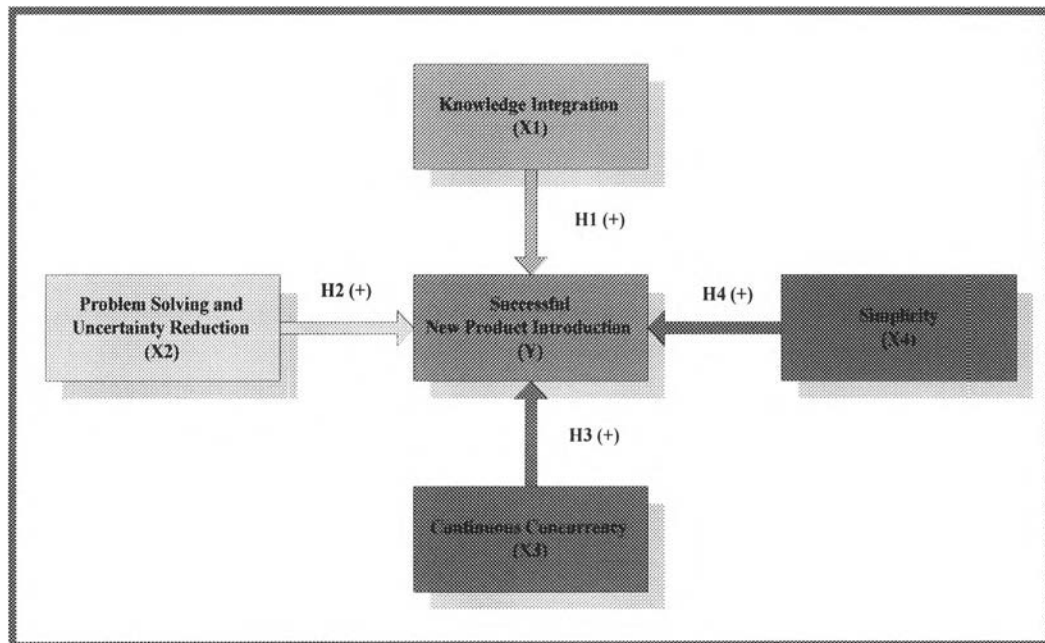 Knowledge Integration
(X1)
H1 (+)
Problem Solving and
Uncertainty Reduction
(X2)
H2 (+)
Successful
New Product Introduction
(Y)
H4 (+)
Simplicity
(X4)
H3 (+)
Continuous Concurrency
(X3)